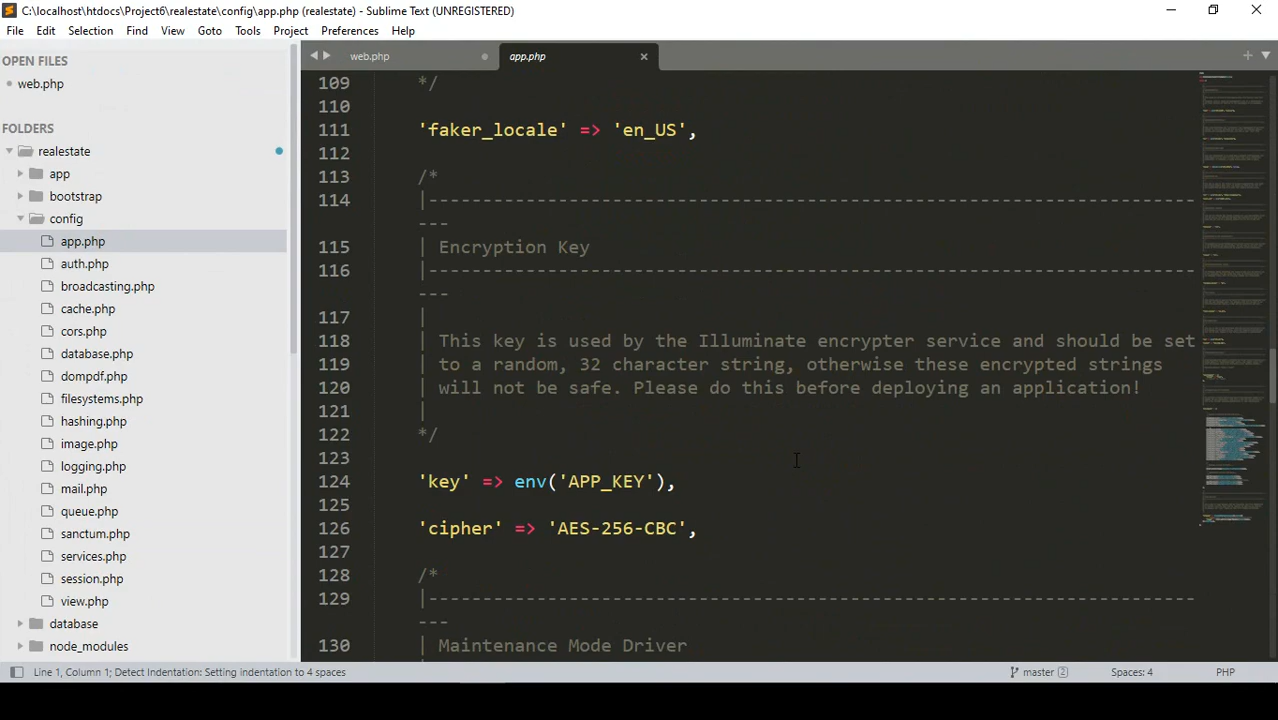 C:\localhost\htdocs\Project6\realestate\config\app.php (realestate) - Sublime Text (UNREGISTERED)
File Edit Selection Find View Goto Tools Project Preferences Help
OPEN FILES
web.php
FOLDERS
realestate
app
bootstrap
config
app.php
auth.php
broadcasting.php
cache.php
cors.php
database.php
dompdf.php
filesystems.php
hashing.php
image.php
logging.php
mail.php
queue.php
sanctum.php
services.php
session.php
view.php
database
node_modules
web.php app.php
109 */
110
111 'faker_locale' => 'en_US',
112
113 /*
114 |-----------------------------------------------------------------------
---
115 | Encryption Key
116 |-----------------------------------------------------------------------
---
117 |
118 | This key is used by the Illuminate encrypter service and should be set
119 | to a random, 32 character string, otherwise these encrypted strings
120 | will not be safe. Please do this before deploying an application!
121 |
122 */
123
124 'key' => env('APP_KEY'),
125
126 'cipher' => 'AES-256-CBC',
127
128 /*
129 |-----------------------------------------------------------------------
---
130 | Maintenance Mode Driver
Line 1, Column 1; Detect Indentation: Setting indentation to 4 spaces master 2 Spaces: 4 PHP